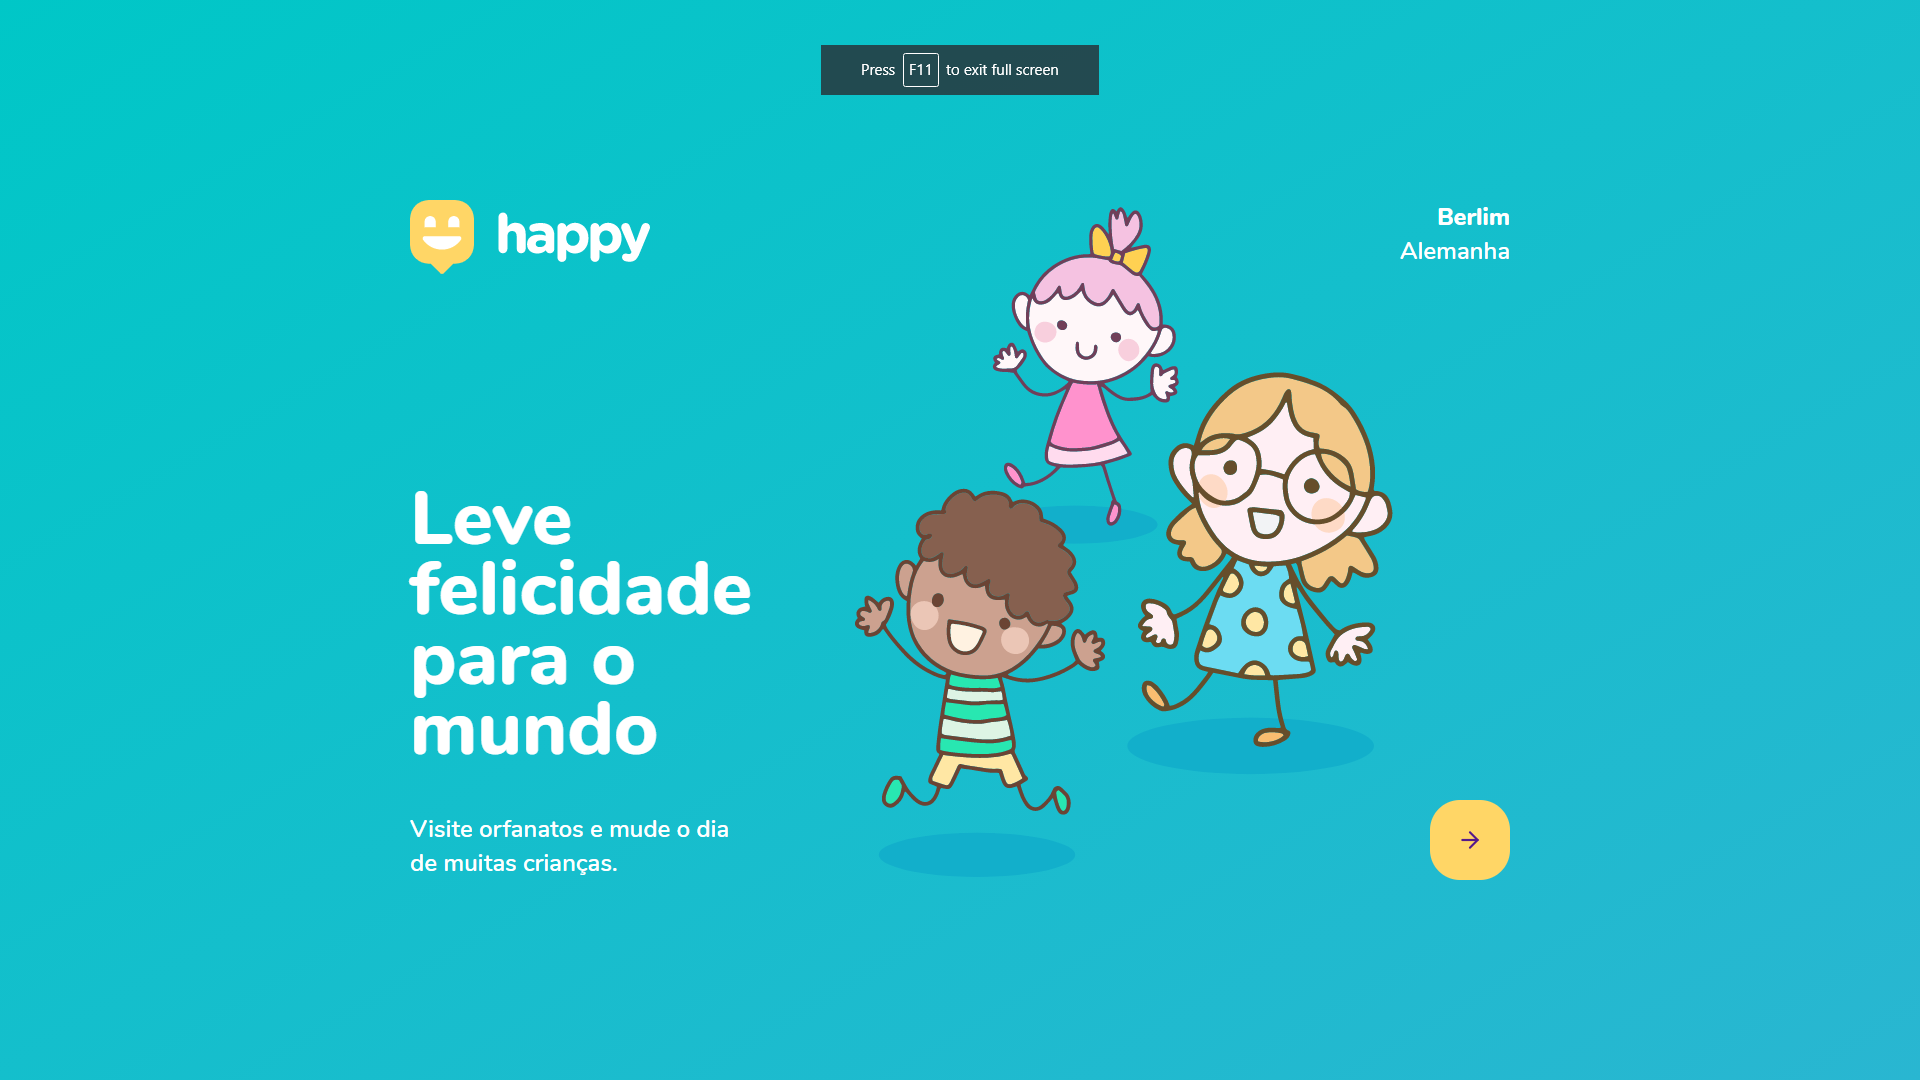 Press F11 to exit full screen
happy
Berlim
Alemanha
Leve
felicidade
para o
mundo
Visite orfanatos e mude o dia
de muitas crianças.